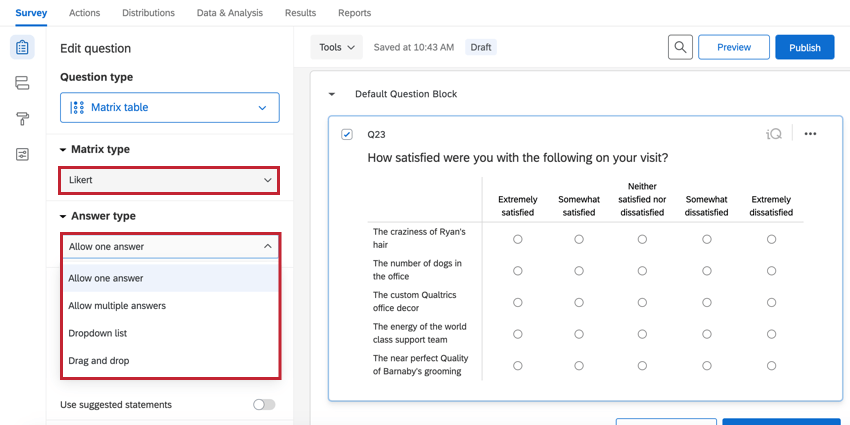 Survey
Actions
Distributions
Data & Analysis
Results
Reports
Edit question
Question type
Matrix table
Matrix type
Likert
Answer type
Allow one answer
Allow one answer
Allow multiple answers
Dropdown list
Drag and drop
Use suggested statements
Tools
Saved at 10:43 AM
Draft
Preview
Publish
Default Question Block
Q23
iQ
How satisfied were you with the following on your visit?
Extremely
satisfied
Somewhat
satisfied
Neither
satisfied nor
dissatisfied
Somewhat
dissatisfied
Extremely
dissatisfied
The craziness of Ryan's
hair
The number of dogs in
the office
The custom Qualtrics
office decor
The energy of the world
class support team
The near perfect Quality
of Barnaby's grooming